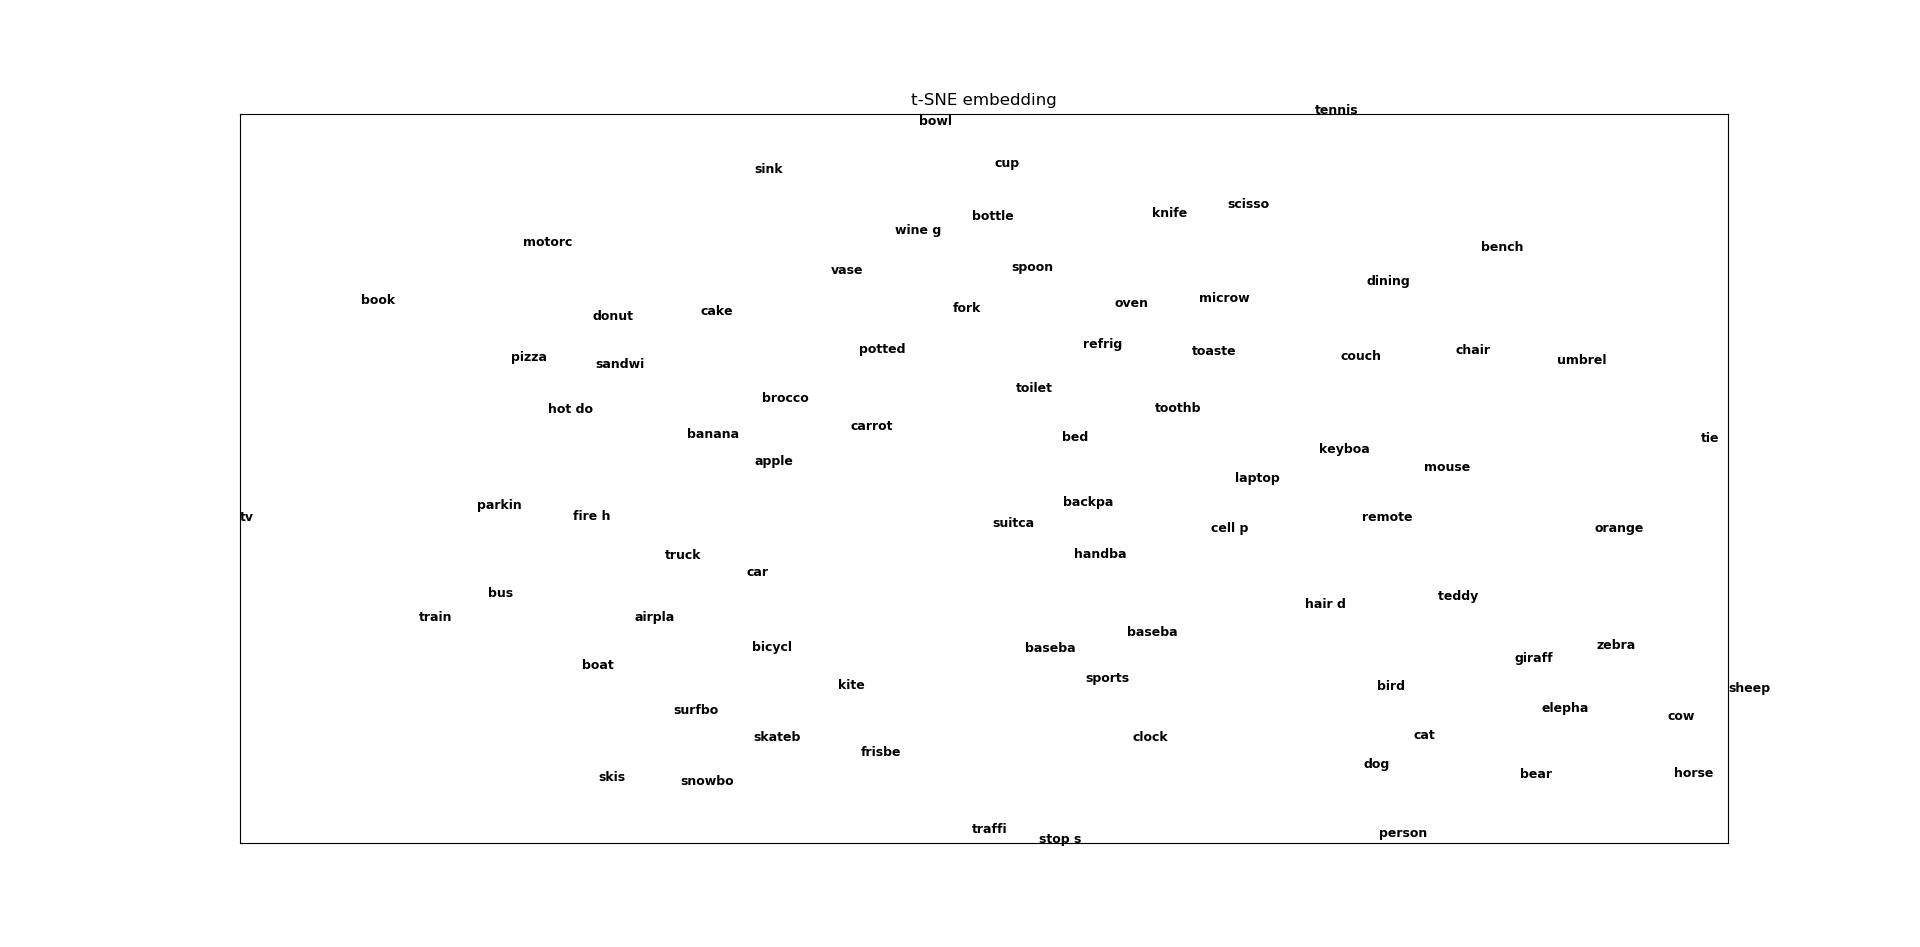 t-SNE embedding
tennis
bowl
cup
sink
scisso
knife
bottle
wine g
motorc
bench
spoon
vase
dining
microw
book
oven
fork
cake
donut
refrig
potted
chair
toaste
couch
pizza
umbrel
sandwi
toilet
brocco
toothb
hot do
carrot
banana
bed
tie
keyboa
apple
mouse
laptop
backpa
parkin
fire h
tv
remote
suitca
cell p
orange
handba
truck
car
bus
teddy
hair d
train
airpla
baseba
zebra
bicycl
baseba
giraff
boat
sports
kite
bird
sheep
elepha
surfbo
cow
cat
skateb
clock
frisbe
dog
horse
bear
skis
snowbo
traffi
person
stop s